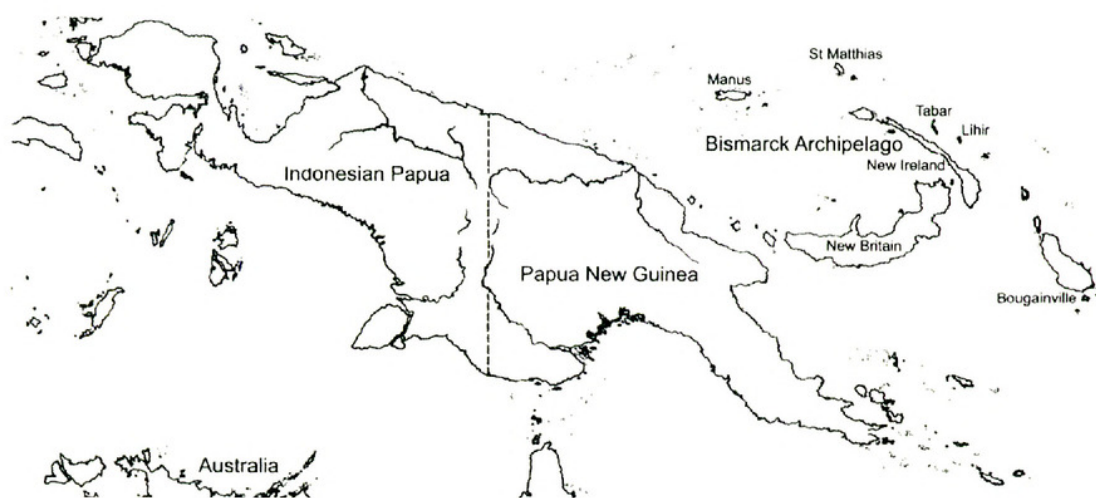 St Matthias
Manus
Tabar
Lihir
Bismarck Archipelago
New Ireland
Indonesian Papua
New Britain
Papua New Guinea
Bougainville
Australia